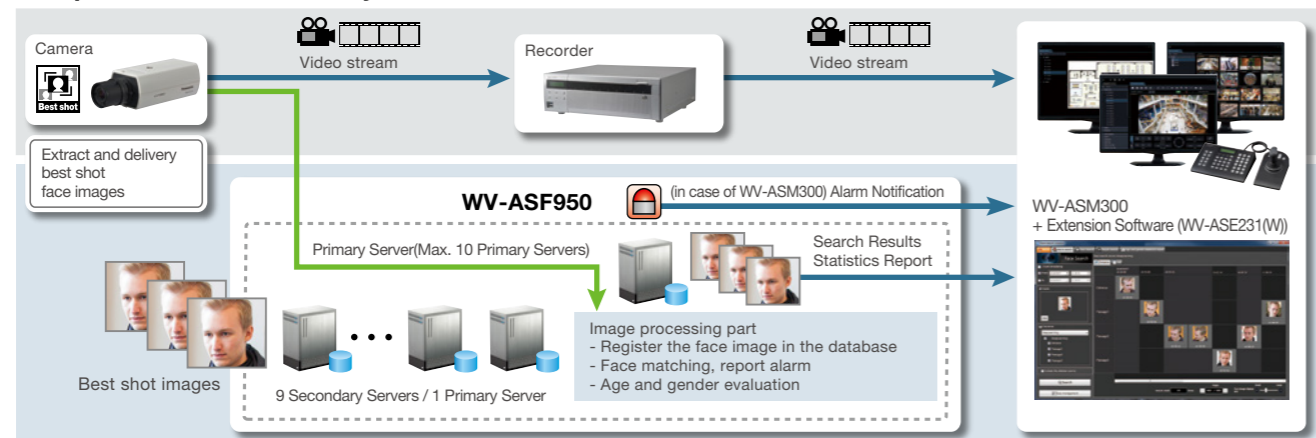 Camera
Best shot
Video stream
Recorder
Video stream
Extract and delivery
best shot
face images
WV-ASF950
(in case of WV-ASM300) Alarm Notification
WV-ASM300
+ Extension Software (WV-ASE231(W))
Primary Server(Max. 10 Primary Servers)
Search Results
Statistics Report
Image processing part
- Register the face image in the database
- Face matching, report alarm
- Age and gender evaluation
Best shot images
9 Secondary Servers / 1 Primary Server
Face Search